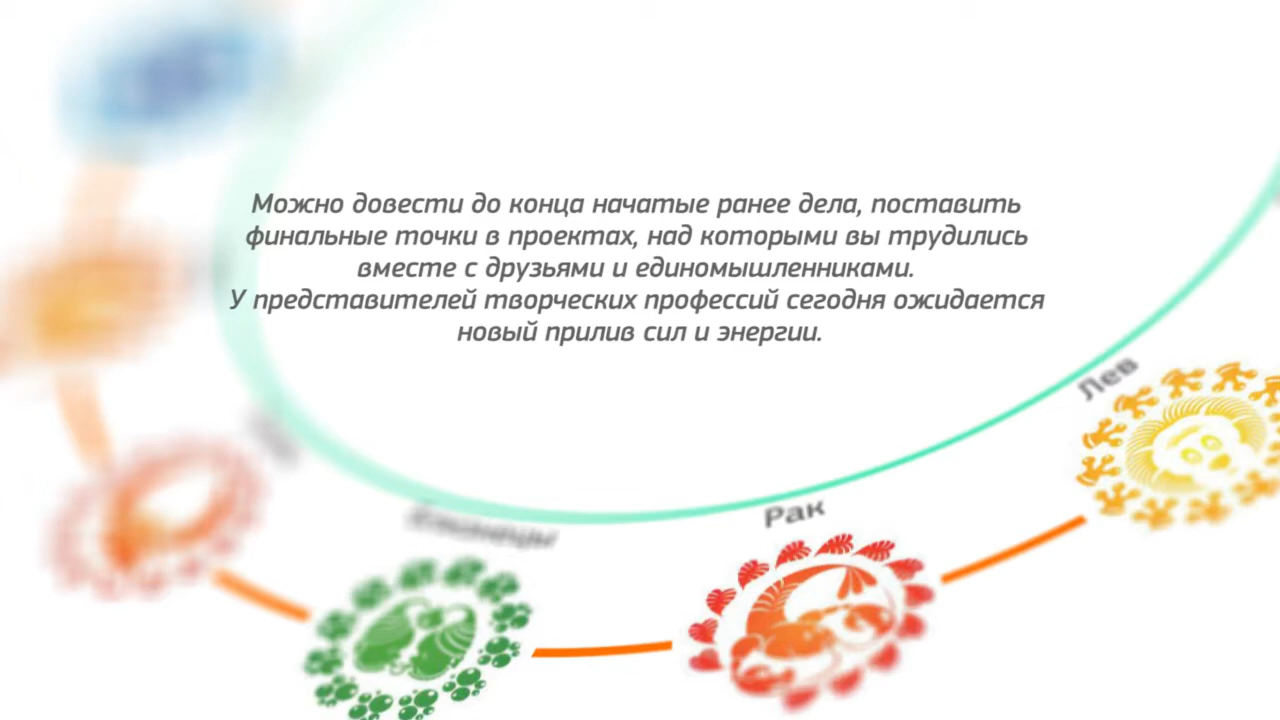 Можно довести до конца начатые ранее дела, поставить
финальные точки в проектах, над которыми вы трудились
вместе с друзьями и единомышленниками.
У представителей творческих профессий сегодня ожидается
новый прилив сил и энергии.
Лев
Рак
Близнецы